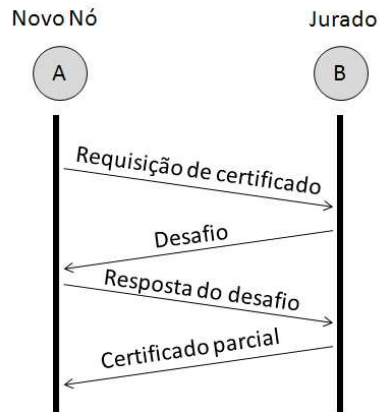 Novo Nó
Jurado
A
B
Requisição de certificado
Desafio
Resposta do desafio
Certificado parcial